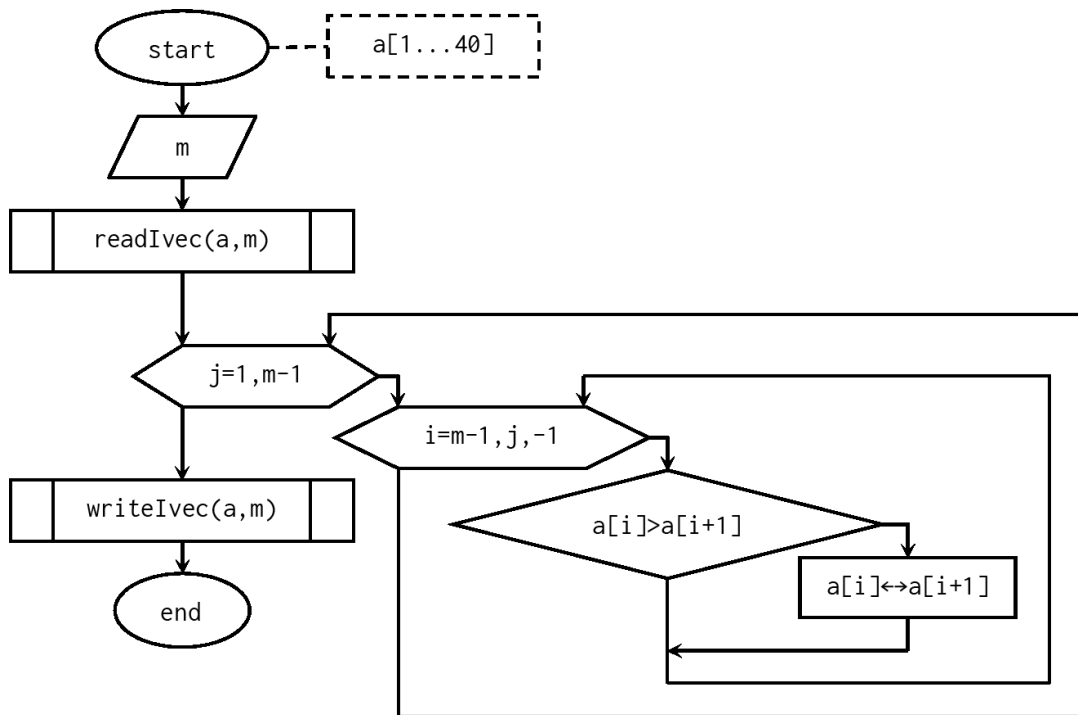 start
a[1...40]
m
readIvec(a,m)
j=1,m-1
i=m-1,j,-1
writeIvec(a,m)
a[i]>a[i+1]
a[i]↔a[i+1]
end